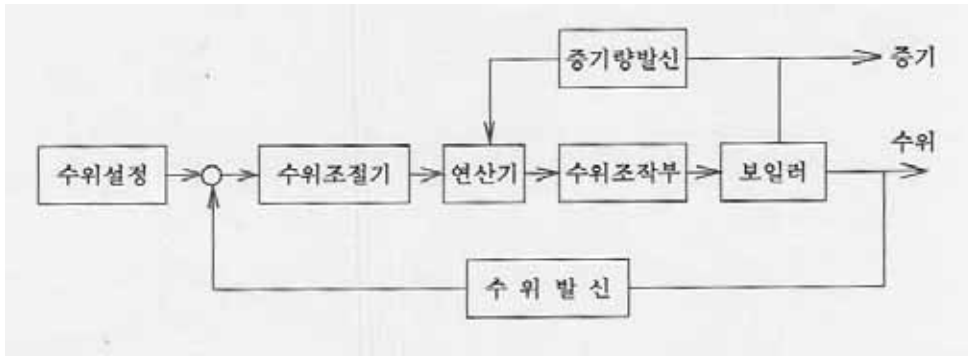 증기량발신
증기
수위
수위설정
수위조절기
연산기
수위조작부
보일러
수 위 발 신